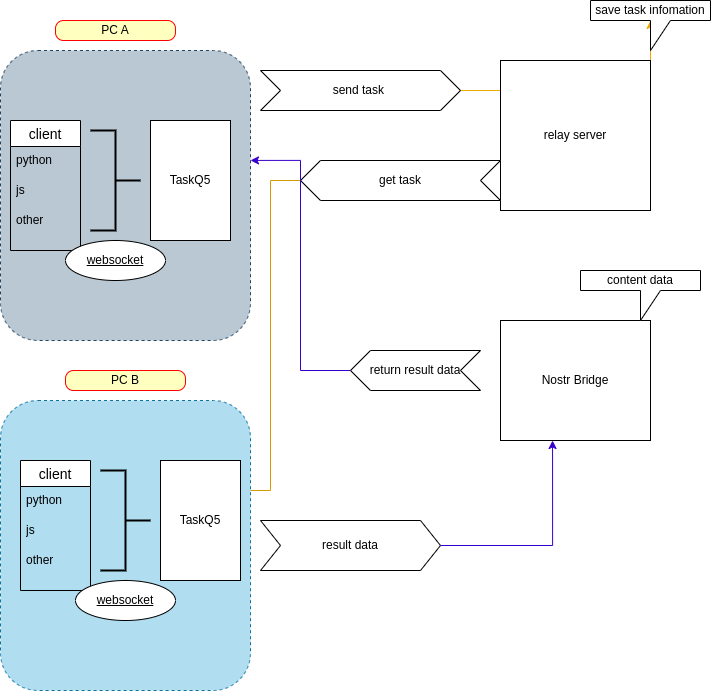 save task infomation
PC A
send task
client
python
js
other
TaskQ5
websocket
relay server
get task
content data
return result data
Nostr Bridge
PC B
client
python
js
other
TaskQ5
websocket
result data